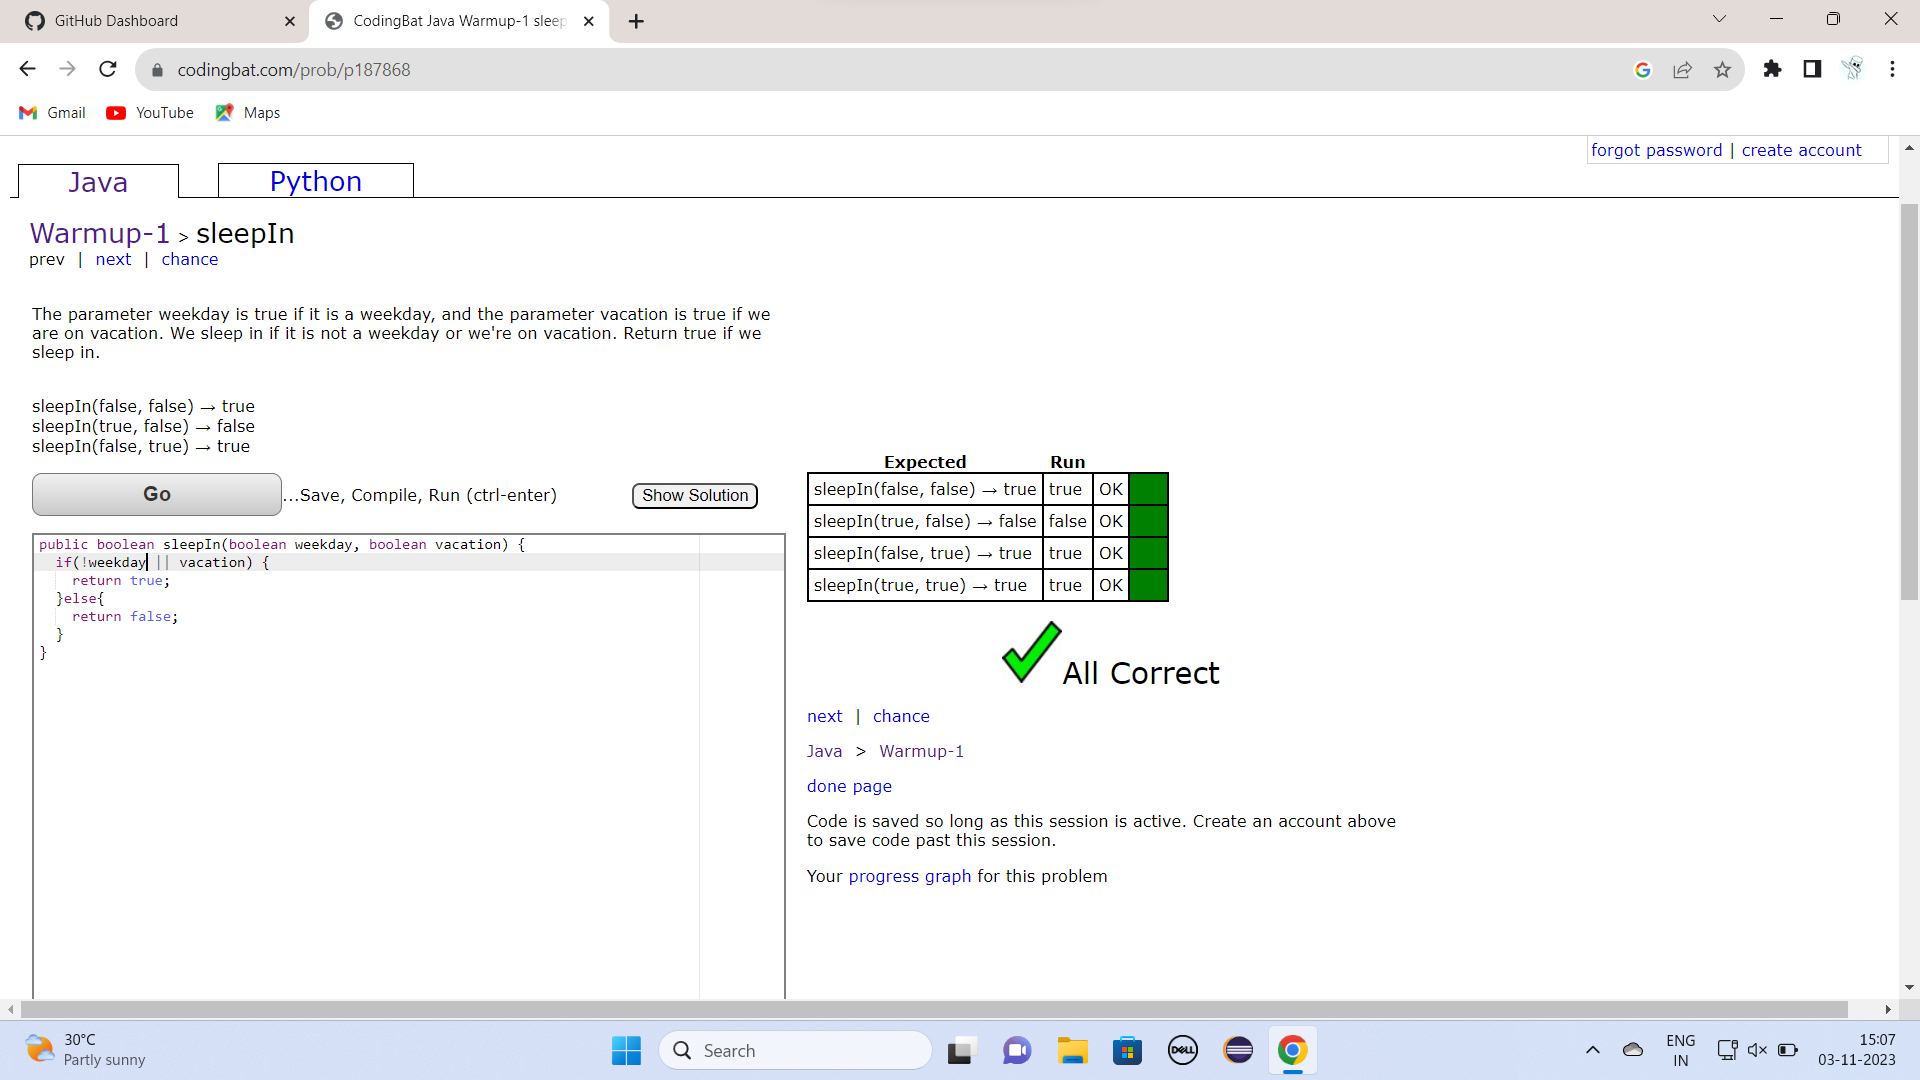 GitHub Dashboard
CodingBat Java Warmup-1 sleep
codingbat.com/prob/p187868
Gmail
YouTube
Maps
forgot password | create account
Java
Python
Warmup-1 > sleepIn
prev | next | chance
The parameter weekday is true if it is a weekday, and the parameter vacation is true if we
are on vacation. We sleep in if it is not a weekday or we're on vacation. Return true if we
sleep in.
sleepIn(false, false) → true
sleepIn(true, false) → false
sleepIn(false, true) → true
Go
...Save, Compile, Run (ctrl-enter)
Show Solution
public boolean sleepIn(boolean weekday, boolean vacation) {
if(!weekday || vacation) {
return true;
}else{
return false;
}
}
Expected Run
sleepIn(false, false) → true true OK
sleepIn(true, false) → false false OK
sleepIn(false, true) → true true OK
sleepIn(true, true) → true true OK
All Correct
next | chance
Java > Warmup-1
done page
Code is saved so long as this session is active. Create an account above
to save code past this session.
Your progress graph for this problem
30°C
Partly sunny
Search
DELL
ENG
IN
15:07
03-11-2023